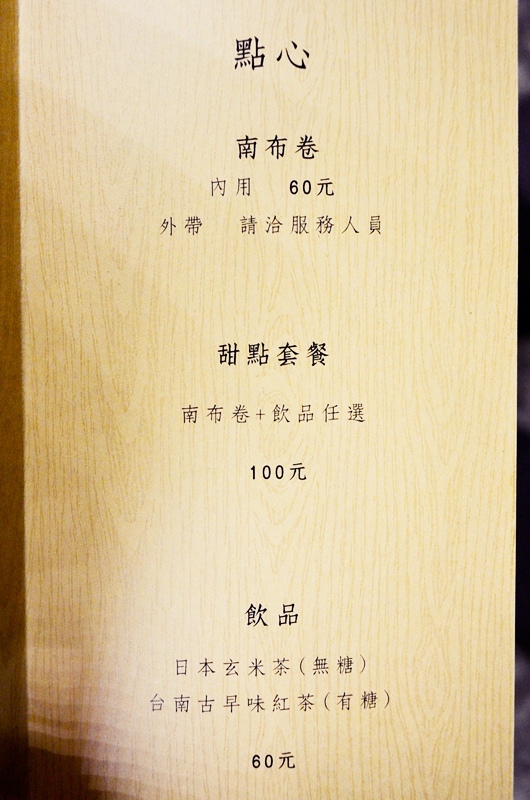 點心
南布卷
內用 60元
外帶 請洽服務人員
甜點套餐
南布卷+飲品任選
100元
飲品
日本玄米茶(無糖)
台南古早味紅茶(有糖)
60元